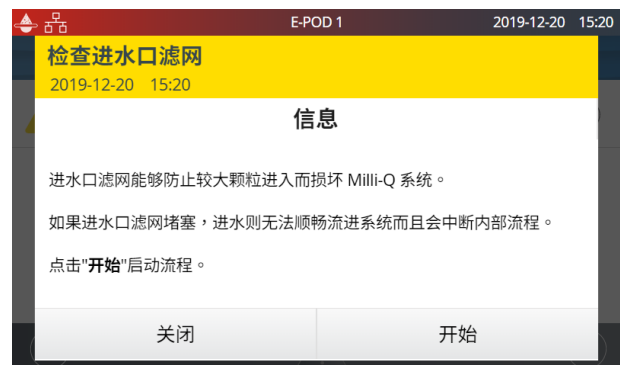 E-POD 1 2019-12-20 15:20
检查进水口滤网
2019-12-20 15:20
信息
进水口滤网能够防止较大颗粒进入而损坏 Milli-Q 系统。
如果进水口滤网堵塞，进水则无法顺畅流进系统而且会中断内部流程。
点击"开始"启动流程。
关闭 开始